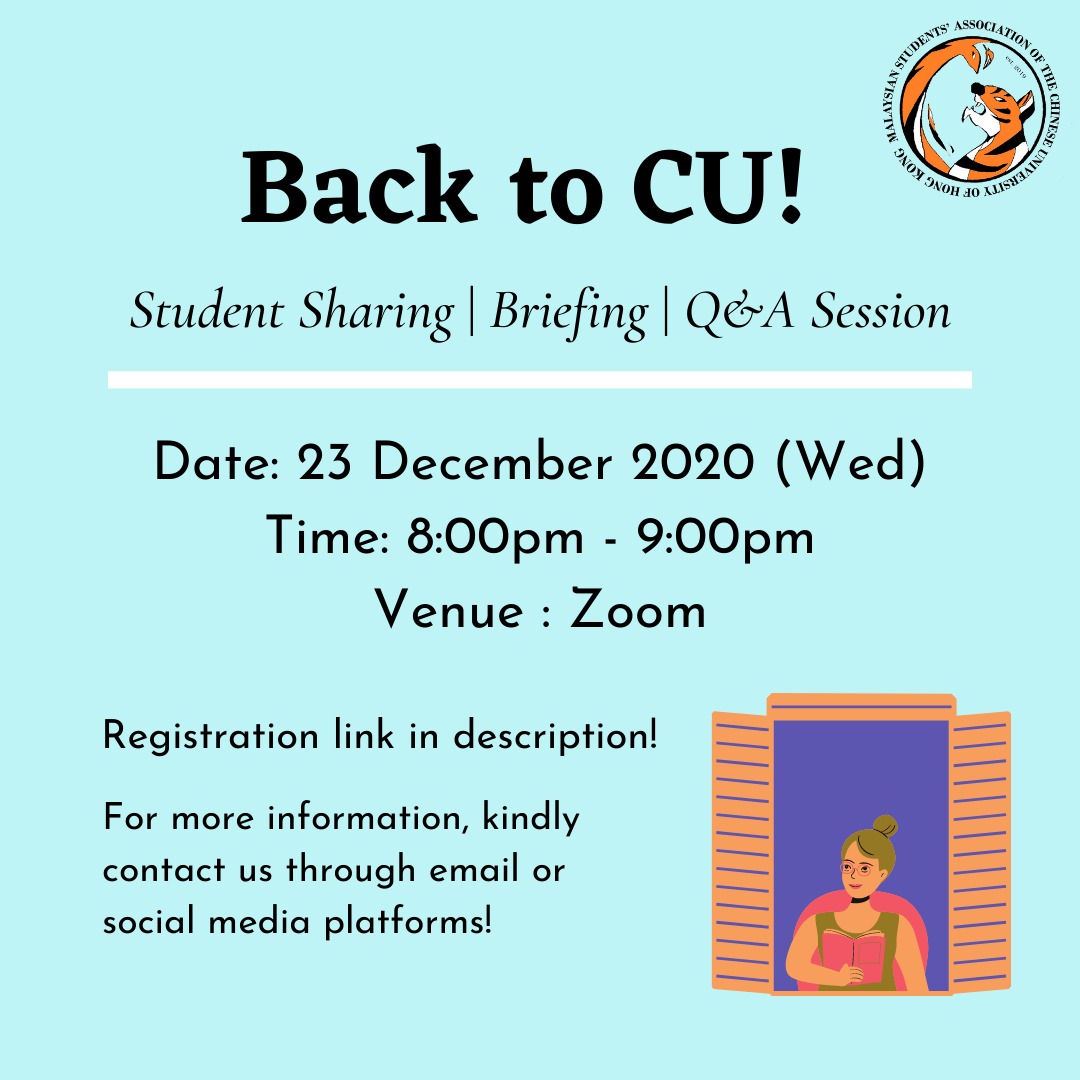 MALAYSIAN STUDENTS' ASSOCIATION OF THE CHINESE UNIVERSITY OF HONG KONG
est. 2019
Back to CU!
Student Sharing | Briefing | Q&A Session
Date: 23 December 2020 (Wed)
Time: 8:00pm - 9:00pm
Venue : Zoom
Registration link in description!
For more information, kindly
contact us through email or
social media platforms!